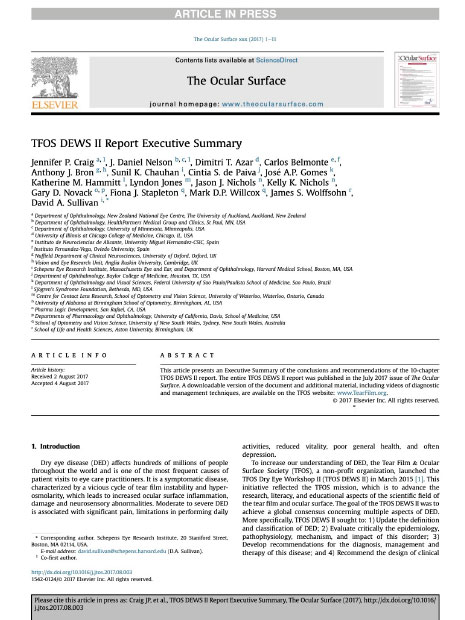 ARTICLE IN PRESS
The Ocular Surface xxx (2017) 1–11
Contents lists available at ScienceDirect
The Ocular Surface
journal homepage: www.theocularsurface.com
ELSEVIER
TFOS DEWS II Report Executive Summary
Jennifer P. Craig a, 1, J. Daniel Nelson b, c, 1, Dimitri T. Azar d, Carlos Belmonte e, f,
Anthony J. Bron g, h, Sunil K. Chauhan i, Cintia S. de Paiva j, José A.P. Gomes k,
Katherine M. Hammitt l, Lyndon Jones m, Jason J. Nichols n, Kelly K. Nichols n,
Gary D. Novack o, p, Fiona J. Stapleton q, Mark D.P. Willcox q, James S. Wolffsohn r,
David A. Sullivan i, *
a Department of Ophthalmology, New Zealand National Eye Centre, The University of Auckland, Auckland, New Zealand
b Department of Ophthalmology, HealthPartners Medical Group and Clinics, St Paul, MN, USA
c Department of Ophthalmology, University of Minnesota, Minneapolis, USA
d University of Illinois at Chicago College of Medicine, Chicago, IL, USA
e Instituto de Neurociencias de Alicante, University Miguel Hernandez-CSIC, Spain
f Instituto Fernandez-Vega, Oviedo University, Spain
g Nuffield Department of Clinical Neurosciences, University of Oxford, Oxford, UK
h Vision and Eye Research Unit, Anglia Ruskin University, Cambridge, UK
i Schepens Eye Research Institute, Massachusetts Eye and Ear, and Department of Ophthalmology, Harvard Medical School, Boston, MA, USA
j Department of Ophthalmology, Baylor College of Medicine, Houston, TX, USA
k Department of Ophthalmology and Visual Sciences, Federal University of Sao Paulo/Paulista School of Medicine, Sao Paulo, Brazil
l Sjögren's Syndrome Foundation, Bethesda, MD, USA
m Centre for Contact Lens Research, School of Optometry and Vision Science, University of Waterloo, Waterloo, Ontario, Canada
n University of Alabama at Birmingham School of Optometry, Birmingham, AL, USA
o Pharma Logic Development, San Rafael, CA, USA
p Department of Pharmacology and Ophthalmology, University of California, Davis, School of Medicine, USA
q School of Optometry and Vision Science, University of New South Wales, Sydney, New South Wales, Australia
r School of Life and Health Sciences, Aston University, Birmingham, UK
ARTICLE INFO
Article history:
Received 2 August 2017
Accepted 4 August 2017
ABSTRACT
This article presents an Executive Summary of the conclusions and recommendations of the 10-chapter
TFOS DEWS II report. The entire TFOS DEWS II report was published in the July 2017 issue of The Ocular
Surface. A downloadable version of the document and additional material, including videos of diagnostic
and management techniques, are available on the TFOS website: www.TearFilm.org.
© 2017 Elsevier Inc. All rights reserved.
1. Introduction
Dry eye disease (DED) affects hundreds of millions of people
throughout the world and is one of the most frequent causes of
patient visits to eye care practitioners. It is a symptomatic disease,
characterized by a vicious cycle of tear film instability and hyper-
osmolarity, which leads to increased ocular surface inflammation,
damage and neurosensory abnormalities. Moderate to severe DED
is associated with significant pain, limitations in performing daily
activities, reduced vitality, poor general health, and often
depression.
To increase our understanding of DED, the Tear Film & Ocular
Surface Society (TFOS), a non-profit organization, launched the
TFOS Dry Eye Workshop II (TFOS DEWS II) in March 2015 [1]. This
initiative reflected the TFOS mission, which is to advance the
research, literacy, and educational aspects of the scientific field of
the tear film and ocular surface. The goal of the TFOS DEWS II was to
achieve a global consensus concerning multiple aspects of DED.
More specifically, TFOS DEWS II sought to: 1) Update the definition
and classification of DED; 2) Evaluate critically the epidemiology,
pathophysiology, mechanism, and impact of this disorder; 3)
Develop recommendations for the diagnosis, management and
therapy of this disease; and 4) Recommend the design of clinical
* Corresponding author. Schepens Eye Research Institute, 20 Staniford Street,
Boston, MA 02114, USA.
E-mail address: david.sullivan@schepens.harvard.edu (D.A. Sullivan).
1 Co-first author.
http://dx.doi.org/10.1016/j.jtos.2017.08.003
1542-0124/© 2017 Elsevier Inc. All rights reserved.
Please cite this article in press as: Craig JP, et al., TFOS DEWS II Report Executive Summary, The Ocular Surface (2017), http://dx.doi.org/10.1016/
j.jtos.2017.08.003